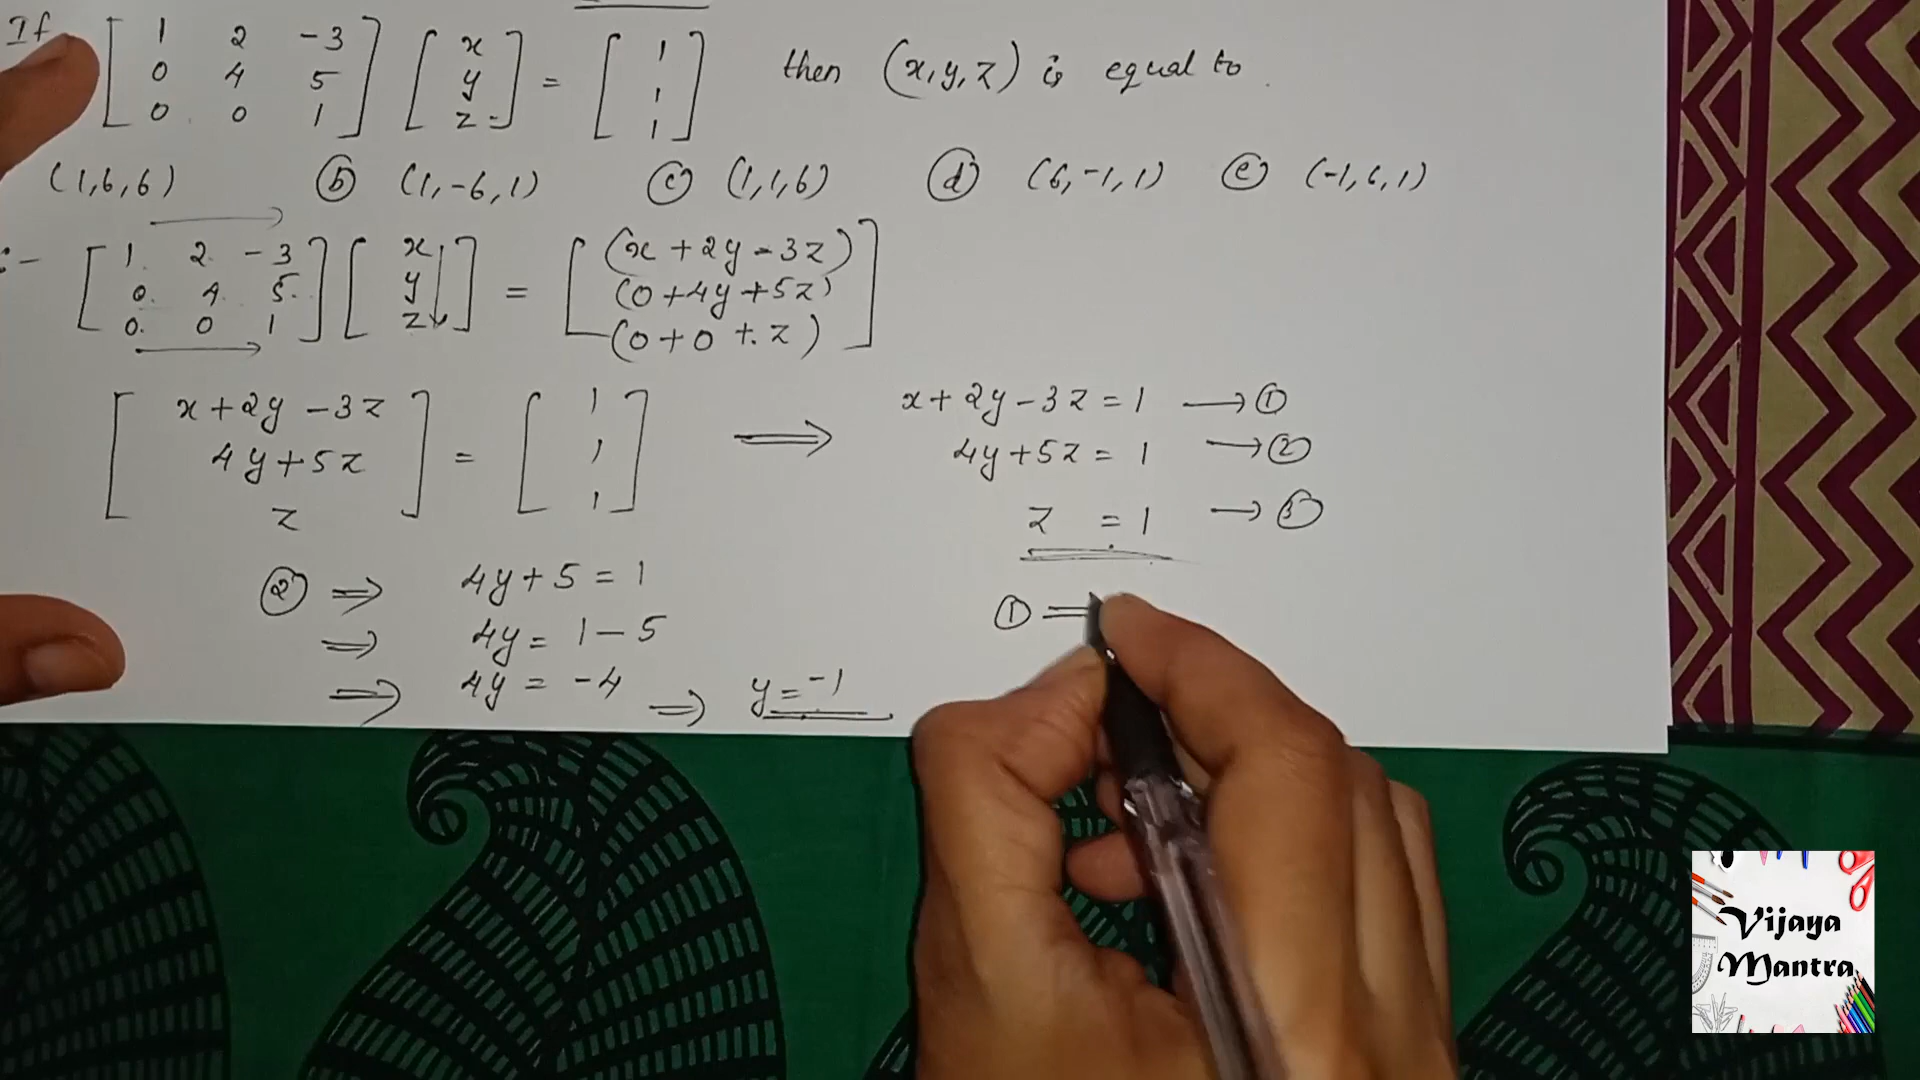 If [ 1 2 -3 ] [ x ] = [ 1 ] then (x, y, z) is equal to
[ 0 4 5 ] [ y ] [ 1 ]
[ 0 0 1 ] [ z ] [ 1 ]
(1,6,6) ⓑ (1,-6,1) ⓒ (1,1,6) ⓓ (6,-1,1) ⓔ (-1,6,1)
:- [ 1 2 -3 ] [ x ] = [ (x + 2y - 3z) ]
[ 0 4 5 ] [ y ] [ (0 + 4y + 5z) ]
[ 0 0 1 ] [ z ] [ (0 + 0 + z) ]
[ x + 2y - 3z ] = [ 1 ] ⟹ x + 2y - 3z = 1 → ①
[ 4y + 5z ] [ 1 ] 4y + 5z = 1 → ②
[ z ] [ 1 ] z = 1 → ③
② ⇒ 4y + 5 = 1
⇒ 4y = 1 - 5
⇒ 4y = -4 ⇒ y = -1
① =
Vijaya
Mantra